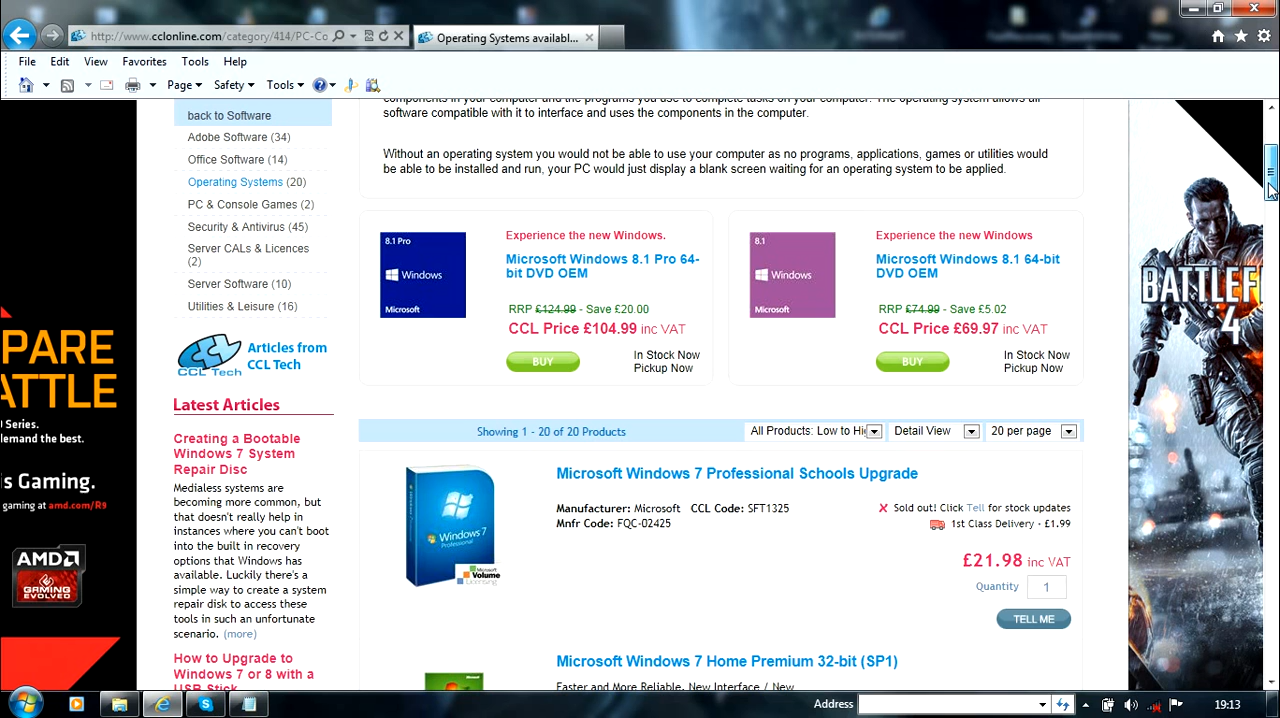 http://www.cclonline.com/category/414/PC-Co
Operating Systems availabl...
File Edit View Favorites Tools Help
Page Safety Tools
back to Software
Adobe Software (34)
Office Software (14)
Operating Systems (20)
PC & Console Games (2)
Security & Antivirus (45)
Server CALs & Licences
(2)
Server Software (10)
Utilities & Leisure (16)
CCL Tech
Articles from
CCL Tech
Latest Articles
Creating a Bootable
Windows 7 System
Repair Disc
Medialess systems are
becoming more common, but
that doesn't really help in
instances where you can't boot
into the built in recovery
options that Windows has
available. Luckily there's a
simple way to create a system
repair disk to access these
tools in such an unfortunate
scenario. (more)
How to Upgrade to
Windows 7 or 8 with a
USB Stick
components in your computer and the programs you use to complete tasks on your computer. The operating system allows all
software compatible with it to interface and uses the components in the computer.
Without an operating system you would not be able to use your computer as no programs, applications, games or utilities would
be able to be installed and run, your PC would just display a blank screen waiting for an operating system to be applied.
8.1 Pro
Windows
Microsoft
Experience the new Windows.
Microsoft Windows 8.1 Pro 64-
bit DVD OEM
RRP £124.99 - Save £20.00
CCL Price £104.99 inc VAT
BUY
In Stock Now
Pickup Now
8.1
Windows
Microsoft
Experience the new Windows
Microsoft Windows 8.1 64-bit
DVD OEM
RRP £74.99 - Save £5.02
CCL Price £69.97 inc VAT
BUY
In Stock Now
Pickup Now
Showing 1 - 20 of 20 Products
All Products: Low to Hi
Detail View
20 per page
Windows 7
Professional
Microsoft
Volume
Licensing
Microsoft Windows 7 Professional Schools Upgrade
Manufacturer: Microsoft CCL Code: SFT1325
Mnfr Code: FQC-02425
Sold out! Click Tell for stock updates
1st Class Delivery - £1.99
£21.98 inc VAT
Quantity 1
TELL ME
Microsoft Windows 7 Home Premium 32-bit (SP1)
Faster and More Reliable, New Interface / New
PARE
ATTLE
Series.
demand the best.
is Gaming.
gaming at amd.com/R9
AMD
GAMING
EVOLVED
BATTLEF
4
Address
19:13